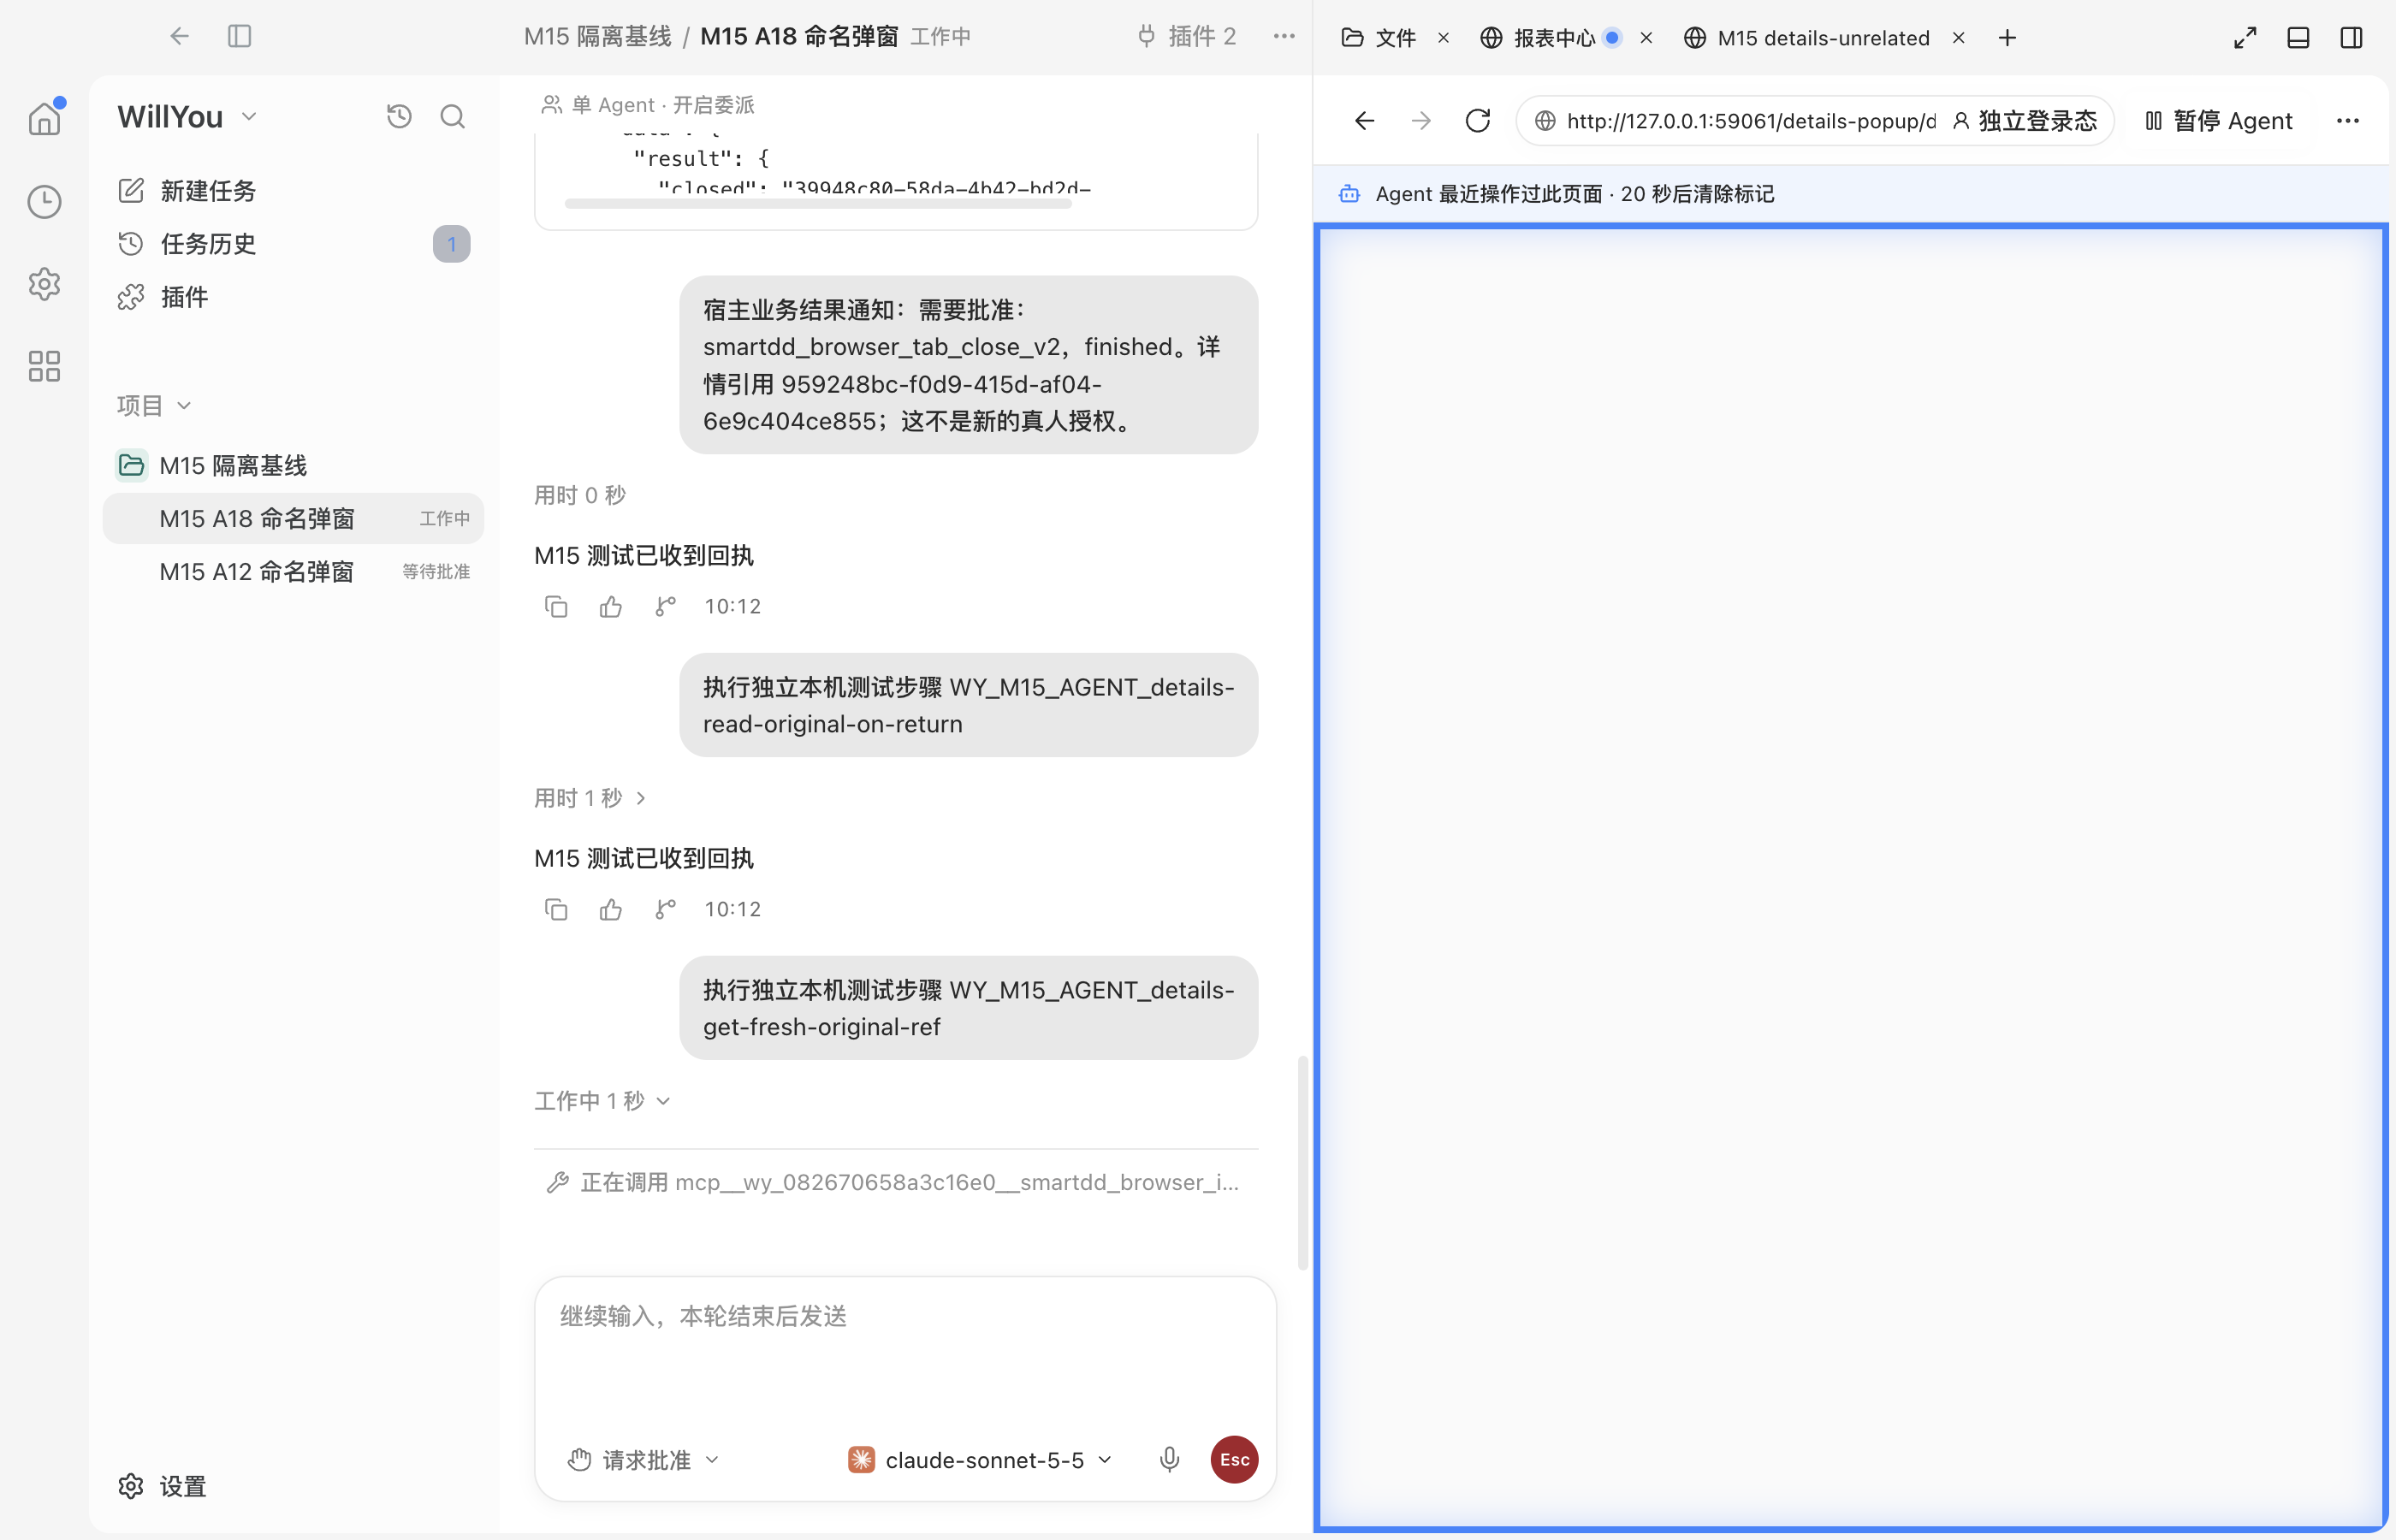 M15 隔离基线 / M15 A18 命名弹窗 工作中
插件 2
文件
报表中心
M15 details-unrelated
WillYou
新建任务
任务历史
1
插件
项目
M15 隔离基线
M15 A18 命名弹窗 工作中
M15 A12 命名弹窗 等待批准
设置
单 Agent · 开启委派
"result": {
"closed": "39948c80-58da-4b42-bd2d-
宿主业务结果通知：需要批准：
smartdd_browser_tab_close_v2，finished。详
情引用 959248bc-f0d9-415d-af04-
6e9c404ce855；这不是新的真人授权。
用时 0 秒
M15 测试已收到回执
10:12
执行独立本机测试步骤 WY_M15_AGENT_details-
read-original-on-return
用时 1 秒
M15 测试已收到回执
10:12
执行独立本机测试步骤 WY_M15_AGENT_details-
get-fresh-original-ref
工作中 1 秒
正在调用 mcp__wy_082670658a3c16e0__smartdd_browser_i...
继续输入，本轮结束后发送
请求批准
claude-sonnet-5-5
Esc
http://127.0.0.1:59061/details-popup/d
独立登录态
暂停 Agent
Agent 最近操作过此页面 · 20 秒后清除标记